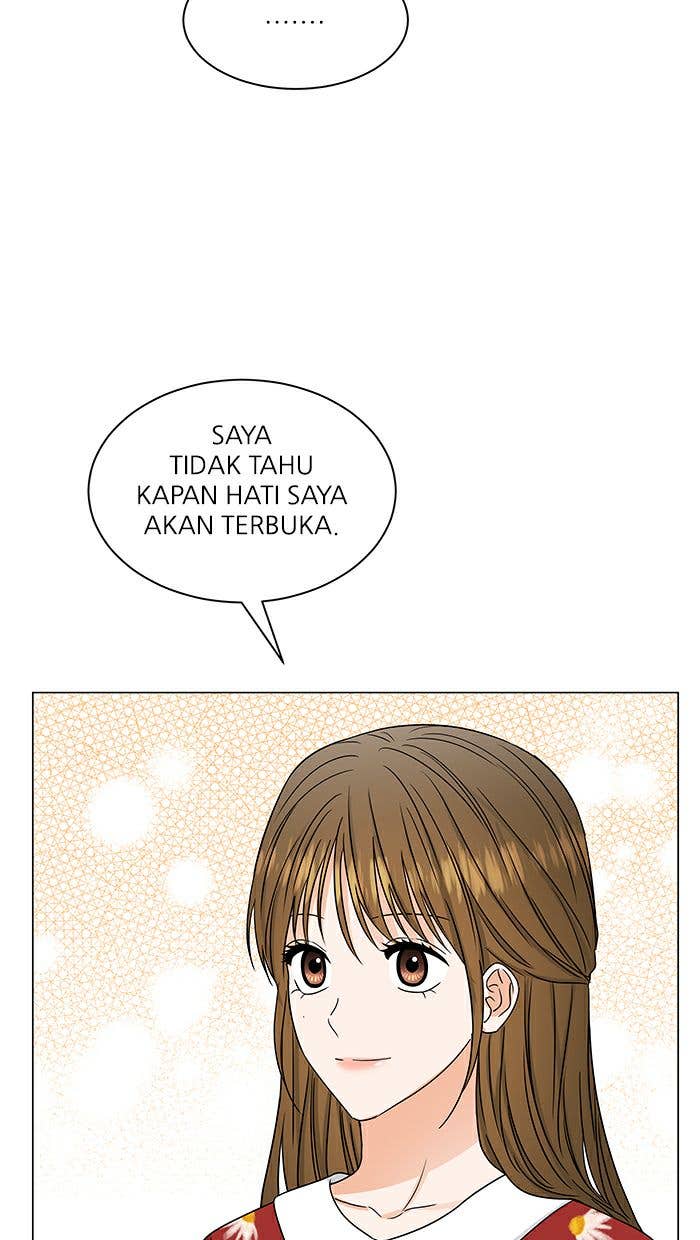 .......
SAYA
TIDAK TAHU
KAPAN HATI SAYA
AKAN TERBUKA.